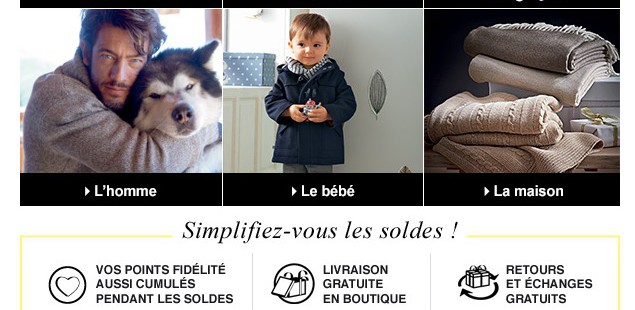 L'homme
Le bébé
La maison
Simplifiez-vous les soldes !
VOS POINTS FIDÉLITÉ
AUSSI CUMULÉS
PENDANT LES SOLDES
LIVRAISON
GRATUITE
EN BOUTIQUE
RETOURS
ET ÉCHANGES
GRATUITS